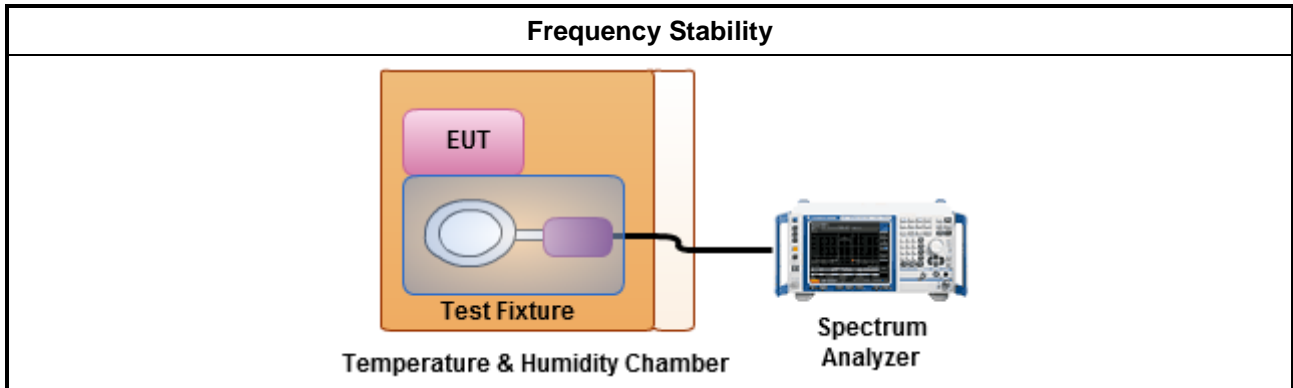 Frequency Stability
EUT
Test Fixture
Temperature & Humidity Chamber
Spectrum
Analyzer